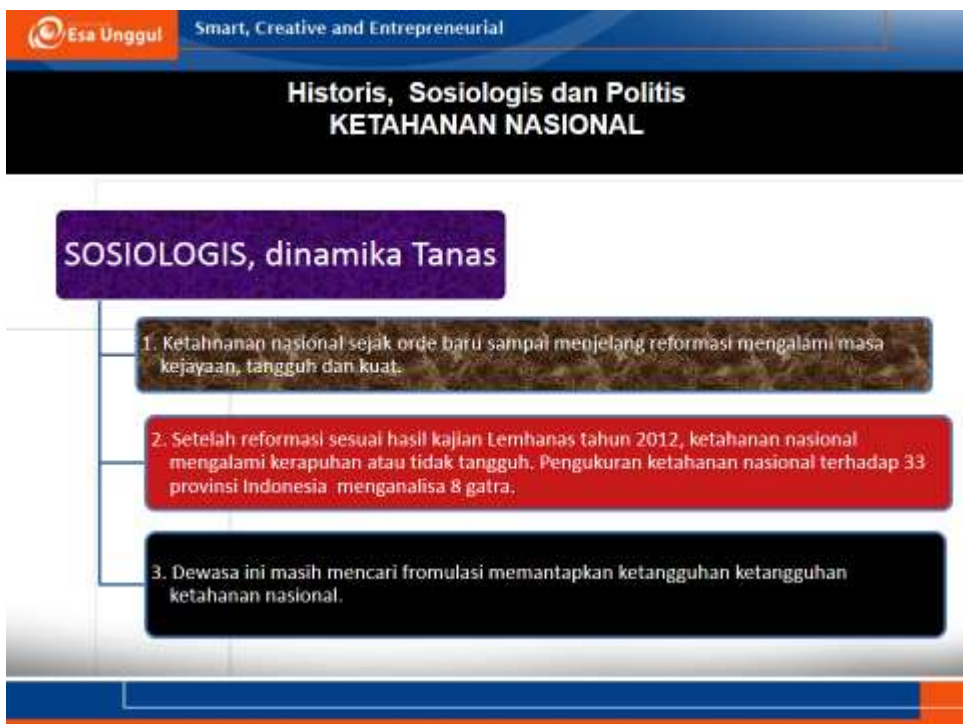 Esa Unggul
Smart, Creative and Entrepreneurial
Historis, Sosiologis dan Politis
KETAHANAN NASIONAL
SOSIOLOGIS, dinamika Tanas
1. Ketahnanan nasional sejak orde baru sampai menjelang reformasi mengalami masa
kejayaan, tangguh dan kuat.
2. Setelah reformasi sesuai hasil kajian Lemhanas tahun 2012, ketahanan nasional
mengalami kerapuhan atau tidak tangguh. Pengukuran ketahanan nasional terhadap 33
provinsi Indonesia menganalisa 8 gatra.
3. Dewasa ini masih mencari fromulasi memantapkan ketangguhan ketangguhan
ketahanan nasional.